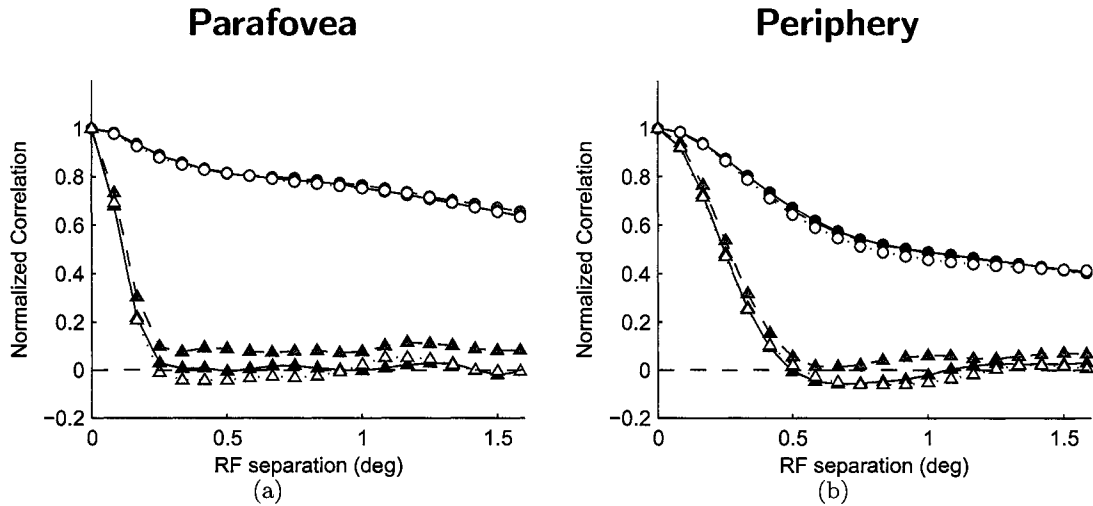 Parafovea
Periphery
Normalized Correlation
1
0.8
0.6
0.4
0.2
0
−0.2
0
0.5
1
1.5
RF separation (deg)
(a)
Normalized Correlation
1
0.8
0.6
0.4
0.2
0
−0.2
0
0.5
1
1.5
RF separation (deg)
(b)